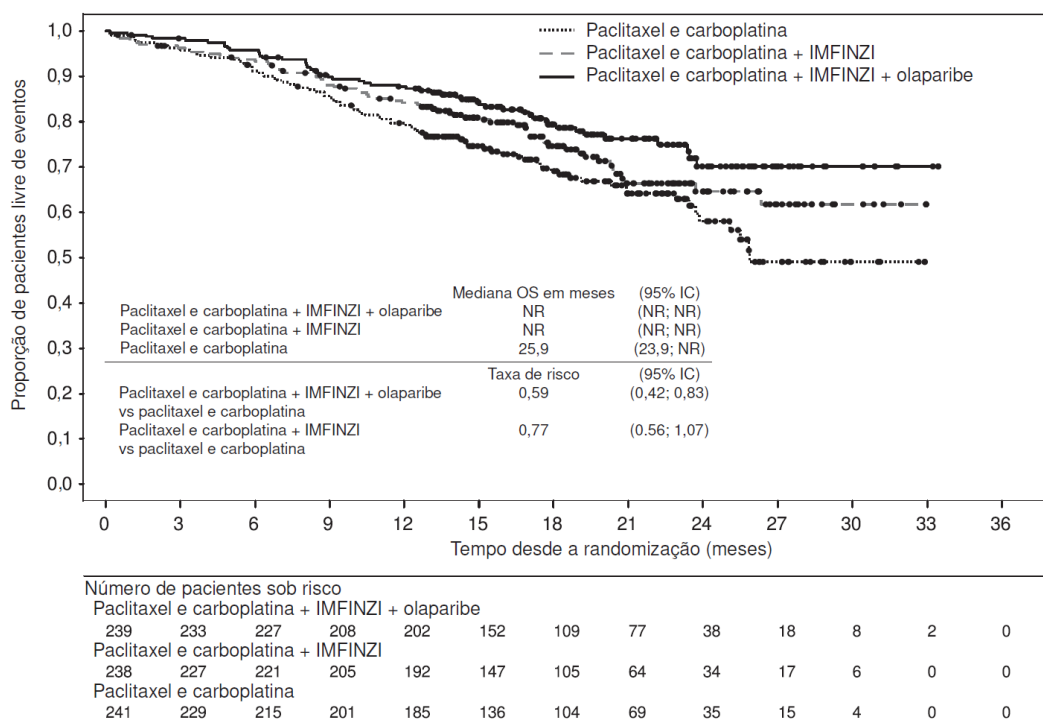 Paclitaxel e carboplatina
Paclitaxel e carboplatina + IMFINZI
Paclitaxel e carboplatina + IMFINZI + olaparibe
Proporção de pacientes livre de eventos
1,0
0,9
0,8
0,7
0,6
0,5
0,4
0,3
0,2
0,1
0,0
Mediana OS em meses (95% IC)
Paclitaxel e carboplatina + IMFINZI + olaparibe NR (NR; NR)
Paclitaxel e carboplatina + IMFINZI NR (NR; NR)
Paclitaxel e carboplatina 25,9 (23,9; NR)
Taxa de risco (95% IC)
Paclitaxel e carboplatina + IMFINZI + olaparibe 0,59 (0,42; 0,83)
vs paclitaxel e carboplatina
Paclitaxel e carboplatina + IMFINZI 0,77 (0.56; 1,07)
vs paclitaxel e carboplatina
0 3 6 9 12 15 18 21 24 27 30 33 36
Tempo desde a randomização (meses)
Número de pacientes sob risco
Paclitaxel e carboplatina + IMFINZI + olaparibe
239 233 227 208 202 152 109 77 38 18 8 2 0
Paclitaxel e carboplatina + IMFINZI
238 227 221 205 192 147 105 64 34 17 6 0 0
Paclitaxel e carboplatina
241 229 215 201 185 136 104 69 35 15 4 0 0